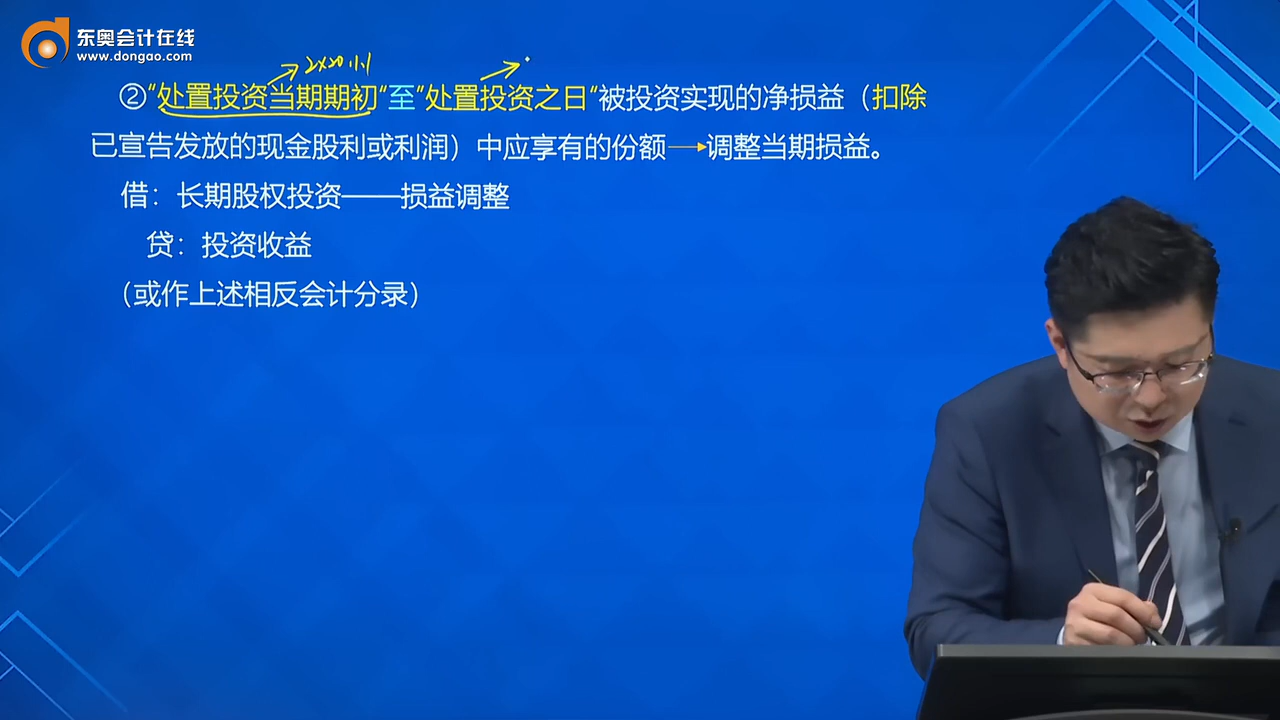 东奥会计在线
www.dongao.com
2×20.1.1
②“处置投资当期期初”至“处置投资之日“被投资实现的净损益（扣除
已宣告发放的现金股利或利润）中应享有的份额→调整当期损益。
借：长期股权投资——损益调整
贷：投资收益
（或作上述相反会计分录）